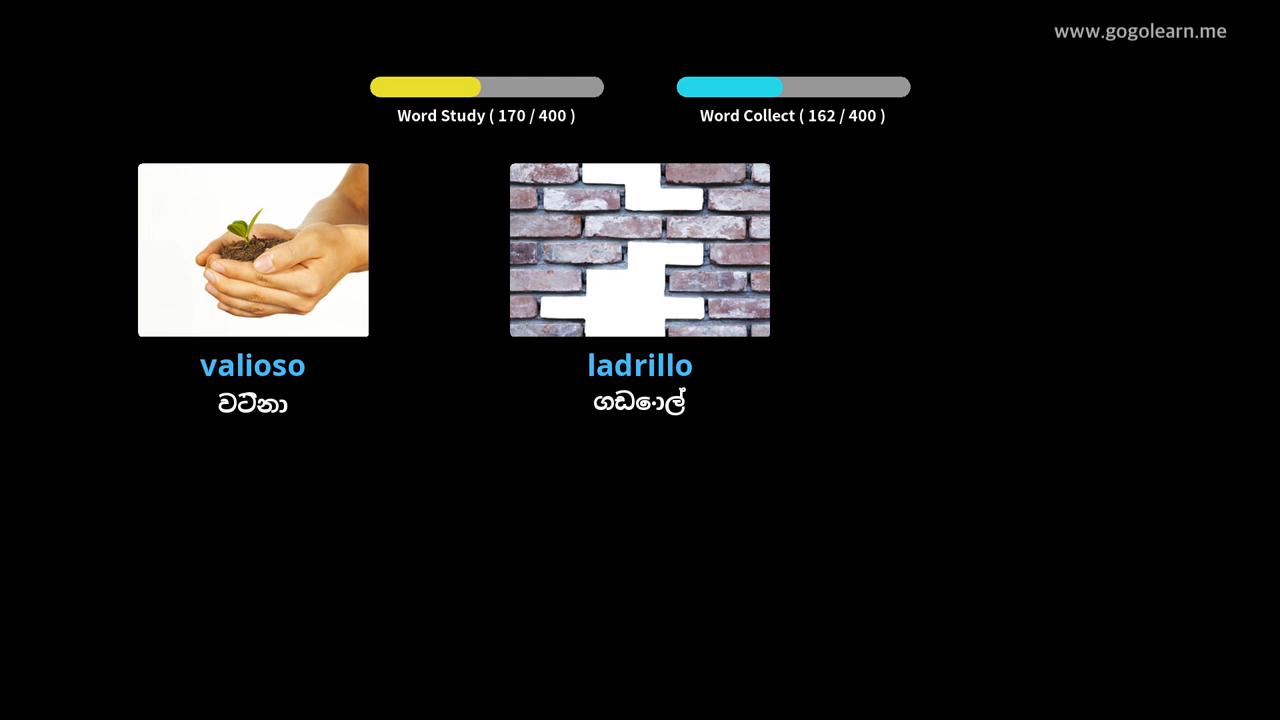 www.gogolearn.me
Word Study ( 170 / 400 )
Word Collect ( 162 / 400 )
valioso
ladrillo
වටිනා
ගඩොල්